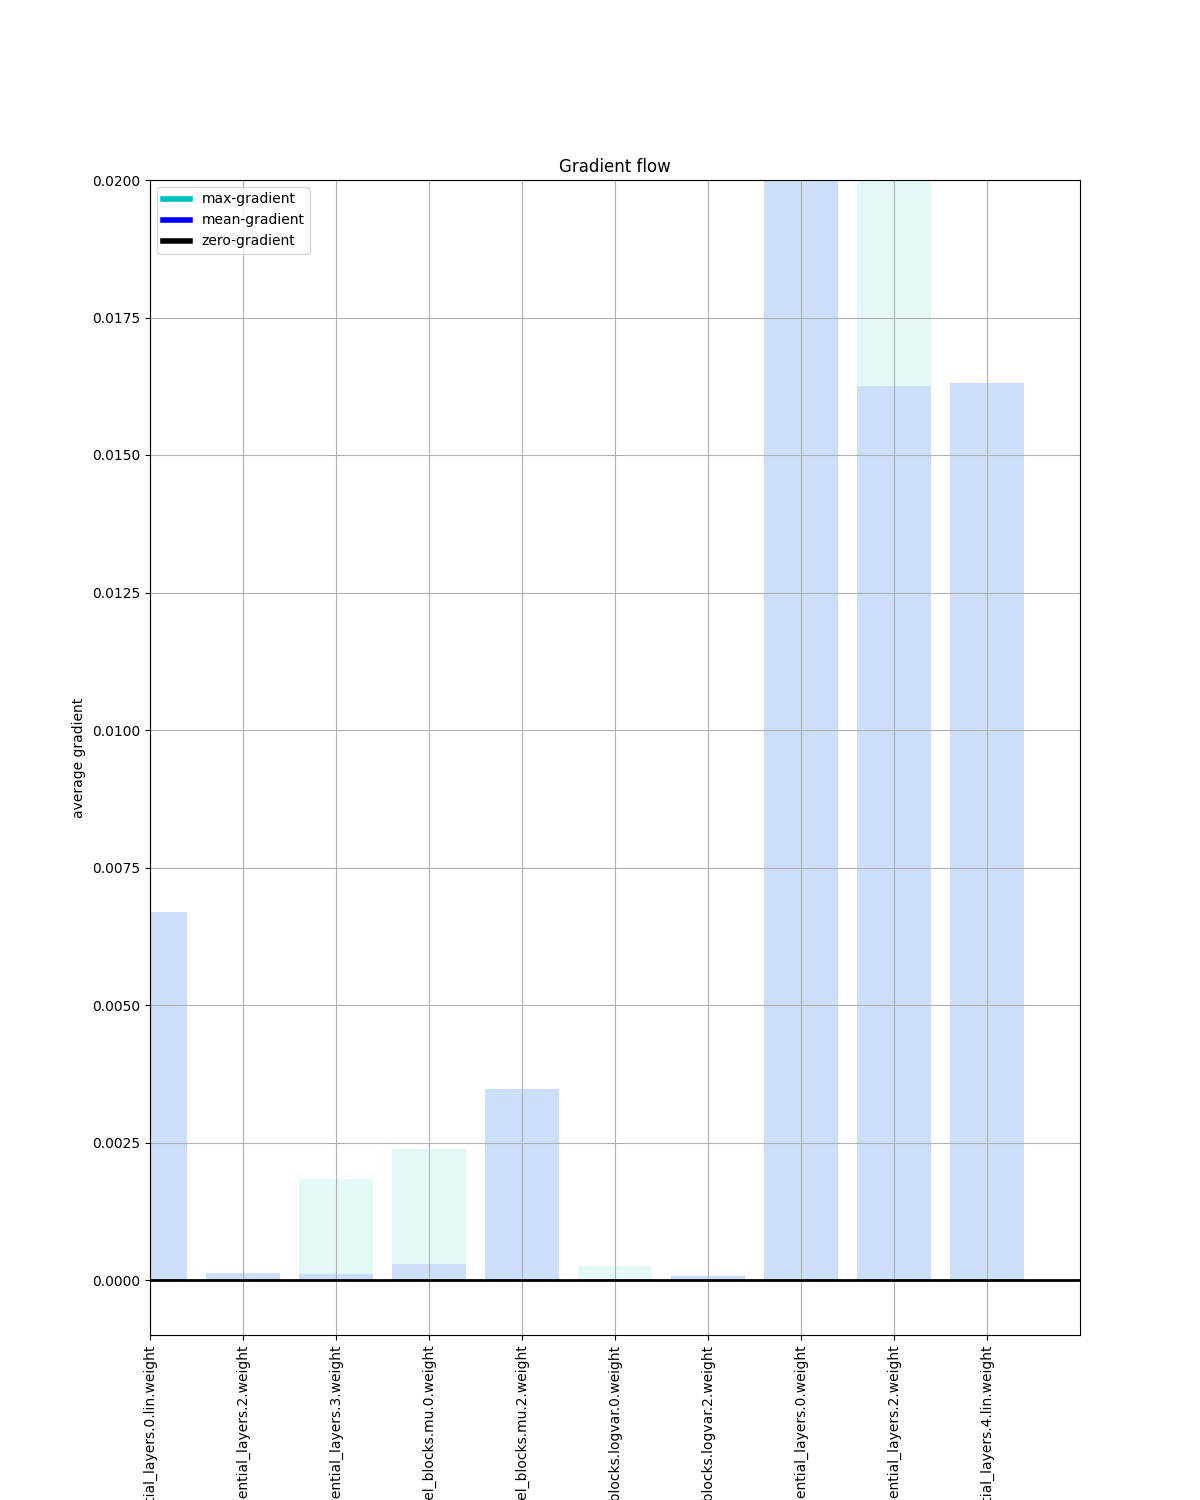 Gradient flow
max-gradient
mean-gradient
zero-gradient
0.0200
0.0175
0.0150
0.0125
0.0100
0.0075
0.0050
0.0025
0.0000
average gradient
tial_layers.0.lin.weight
ential_layers.2.weight
ential_layers.3.weight
el_blocks.mu.0.weight
el_blocks.mu.2.weight
blocks.logvar.0.weight
blocks.logvar.2.weight
ential_layers.0.weight
ential_layers.2.weight
tial_layers.4.lin.weight